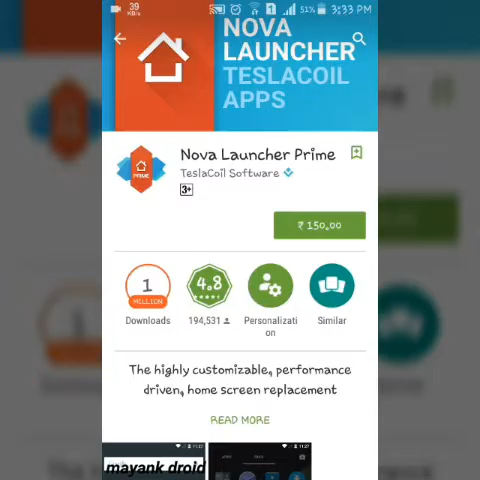 39
KB/s
1
51%
3:33 PM
NOVA
LAUNCHER
TESLACOIL
APPS
Nova Launcher Prime
PRIME
TeslaCoil Software
3+
₹ 150.00
1
MILLION
4.8
Downloads
194,531
Personalizati
on
Similar
The highly customizable, performance
driven, home screen replacement
READ MORE
mayank droid